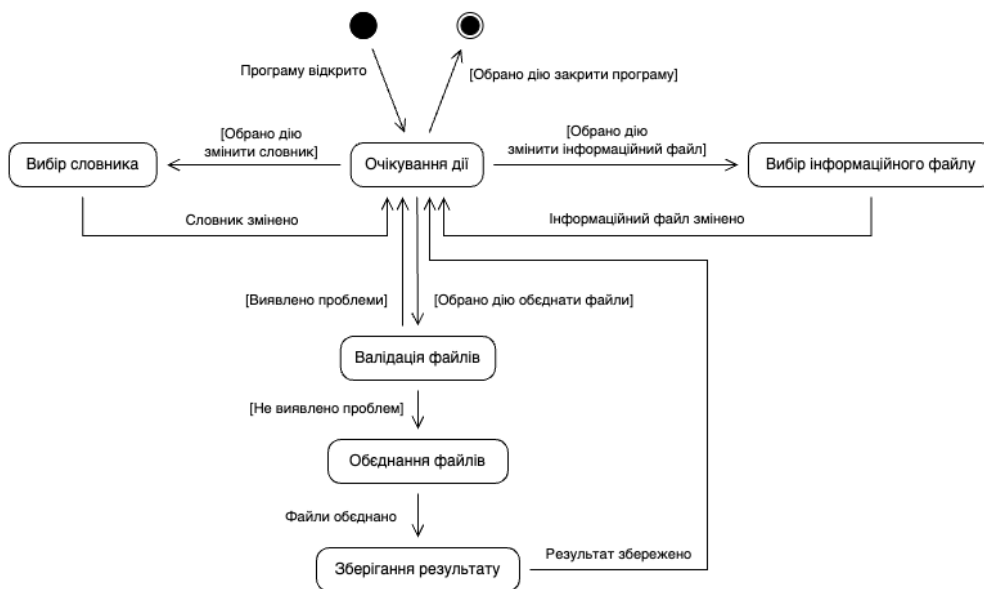 Програму відкрито
[Обрано дію закрити програму]
[Обрано дію
змінити словник]
[Обрано дію
змінити інформаційний файл]
Вибір словника
Очікування дії
Вибір інформаційного файлу
Словник змінено
Інформаційний файл змінено
[Виявлено проблеми]
[Обрано дію обєднати файли]
Валідація файлів
[Не виявлено проблем]
Обєднання файлів
Файли обєднано
Зберігання результату
Результат збережено